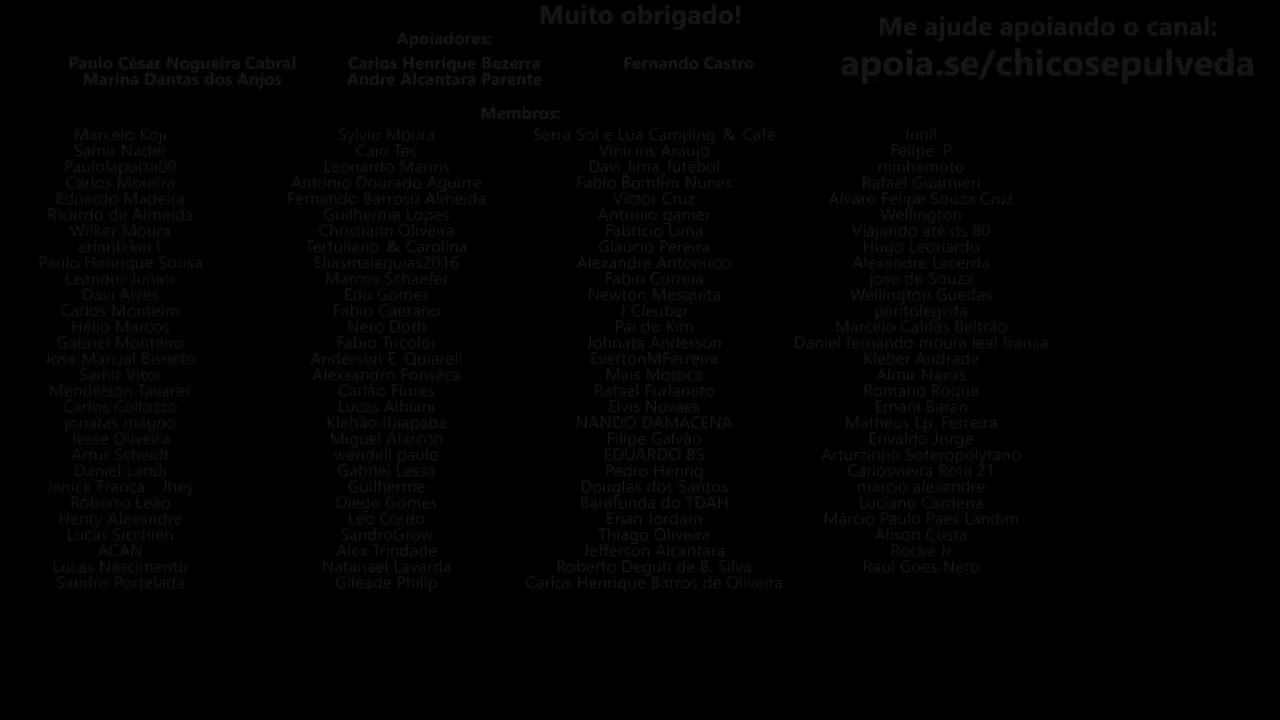 Muito obrigado!
Me ajude apoiando o canal:
apoia.se/chicosepulveda
Apoiadores:
Paulo César Nogueira Cabral
Marina Dantas dos Anjos
Carlos Henrique Bezerra
Andre Alcantara Parente
Fernando Castro
Membros:
Marcelo Koji
Samir Nader
Paulolaporta09
Carlos Moreira
Eduardo Madeira
Ricardo de Almeida
Wilker Moura
erlanbiker1
Paulo Henrique Sousa
Leandro Junior
Davi Alves
Carlos Monteiro
Hélio Marcos
Gabriel Monteiro
Jose Marcial Bisneto
Samir Vitor
Mendelson Tavares
Carlos Collozzo
jonatas magno
Jesse Oliveira
Artur Scheidt
Daniel Landi
Janice França _Jhey
Roberto Leão
Henry Alexandre
Lucas Sicchieri
ACAN
Lucas Nascimento
Sandro Portelada
Sylvio Moura
Caio Tec
Leonardo Marins
Antonio Dourado Aguirre
Fernando Barroso Almeida
Guilherme Lopes
Christiann Oliveira
Tertuliano & Carolina
Eliasmalaguias2016
Marcos Schaefer
Edu Gomes
Fabio Caetano
Neto Doth
Fábio Tricolor
Anderson E. Quiarell
Alexsandro Fonsêca
Carlão Flores
Lucas Albiani
Klebão Ibiapaba
Miguel Alarcon
wendell paulo
Gabriel Lessa
Guilherme
Diego Gomes
Léo Couto
SandroGrow
Alex Trindade
Natanael Lavarda
Gileade Philip
Serra Sol e Lua Camping & Café
Vinicius Araujo
Davi_lima_futebol
Fabio Bomfim Nunes
Victor Cruz
Antonio gamer
Fabricio Lima
Glaucio Pereira
Alexandre Antonucci
Fabio Correia
Newton Mesquita
J Cleuber
Pai do Kim
Johnata Anderson
EvertonMFerreira
Mais Motoca
Rafael Furlaneto
Elvis Novaes
NANDO DAMACENA
Filipe Galvão
EDUARDO BS
Pedro Henriq
Douglas dos Santos
Barafunda do TDAH
Erian Jordam
Thiago Oliveira
Jefferson Alcantara
Roberto Deguti de B. Silva
Carlos Henrique Barros de Oliveira
Felipe_P
minhamoto
Rafael Guarnieri
Alvaro Felipe Souza Cruz
Wellington
Viajando até os 80
Hugo Leonardo
Alexandre Lacerda
jose de Souza
Wellington Guedes
peritolegista
Marcelo Caldas Beltrão
Daniel fernando moura leal frança
Kleber Andrade
Almir Navas
Romário Roque
Ernani Baran
Matheus Lp_Ferreira
Erivaldo Jorge
Arturzinho Soteropolytano
Carlosvieira Rota 21
marcio alexandre
Luciano Cardena
Márcio Paulo Paes Landim
Alison Costa
Rocke Jr
Raul Goes Neto